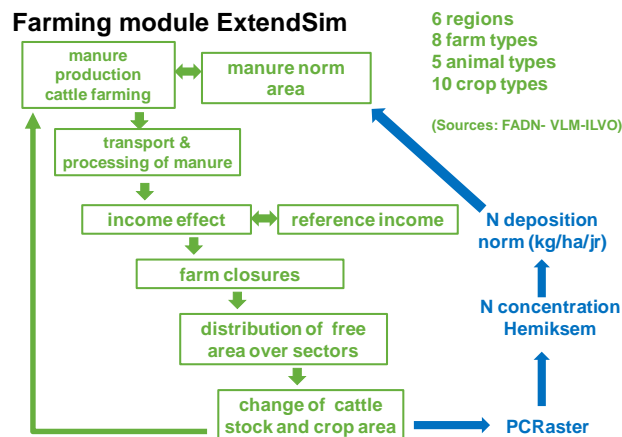 Farming module ExtendSim
manure
production
cattle farming
manure norm
area
6 regions
8 farm types
5 animal types
10 crop types
(Sources: FADN- VLM-ILVO)
transport &
processing of manure
income effect
reference income
N deposition
norm (kg/ha/jr)
farm closures
N concentration
Hemiksem
distribution of free
area over sectors
change of cattle
stock and crop area
PCRaster